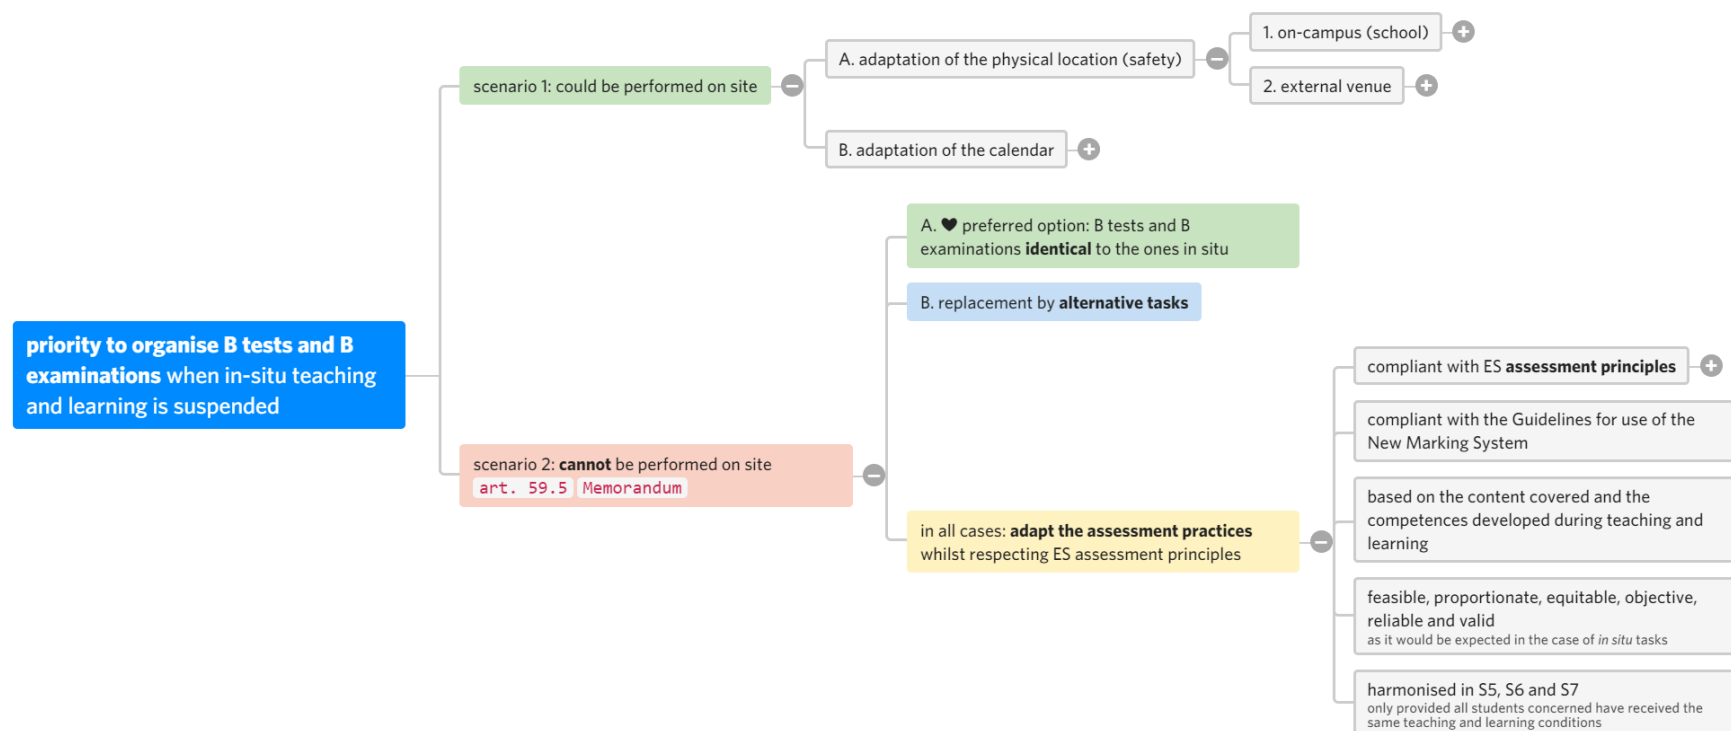 1. on-campus (school)
A. adaptation of the physical location (safety)
scenario 1: could be performed on site
2. external venue
B. adaptation of the calendar
A. ♥ preferred option: B tests and B
examinations identical to the ones in situ
B. replacement by alternative tasks
priority to organise B tests and B
examinations when in-situ teaching
and learning is suspended
scenario 2: cannot be performed on site
art. 59.5 Memorandum
in all cases: adapt the assessment practices
whilst respecting ES assessment principles
compliant with ES assessment principles
compliant with the Guidelines for use of the
New Marking System
based on the content covered and the
competences developed during teaching and
learning
feasible, proportionate, equitable, objective,
reliable and valid
as it would be expected in the case of in situ tasks
harmonised in S5, S6 and S7
only provided all students concerned have received the
same teaching and learning conditions